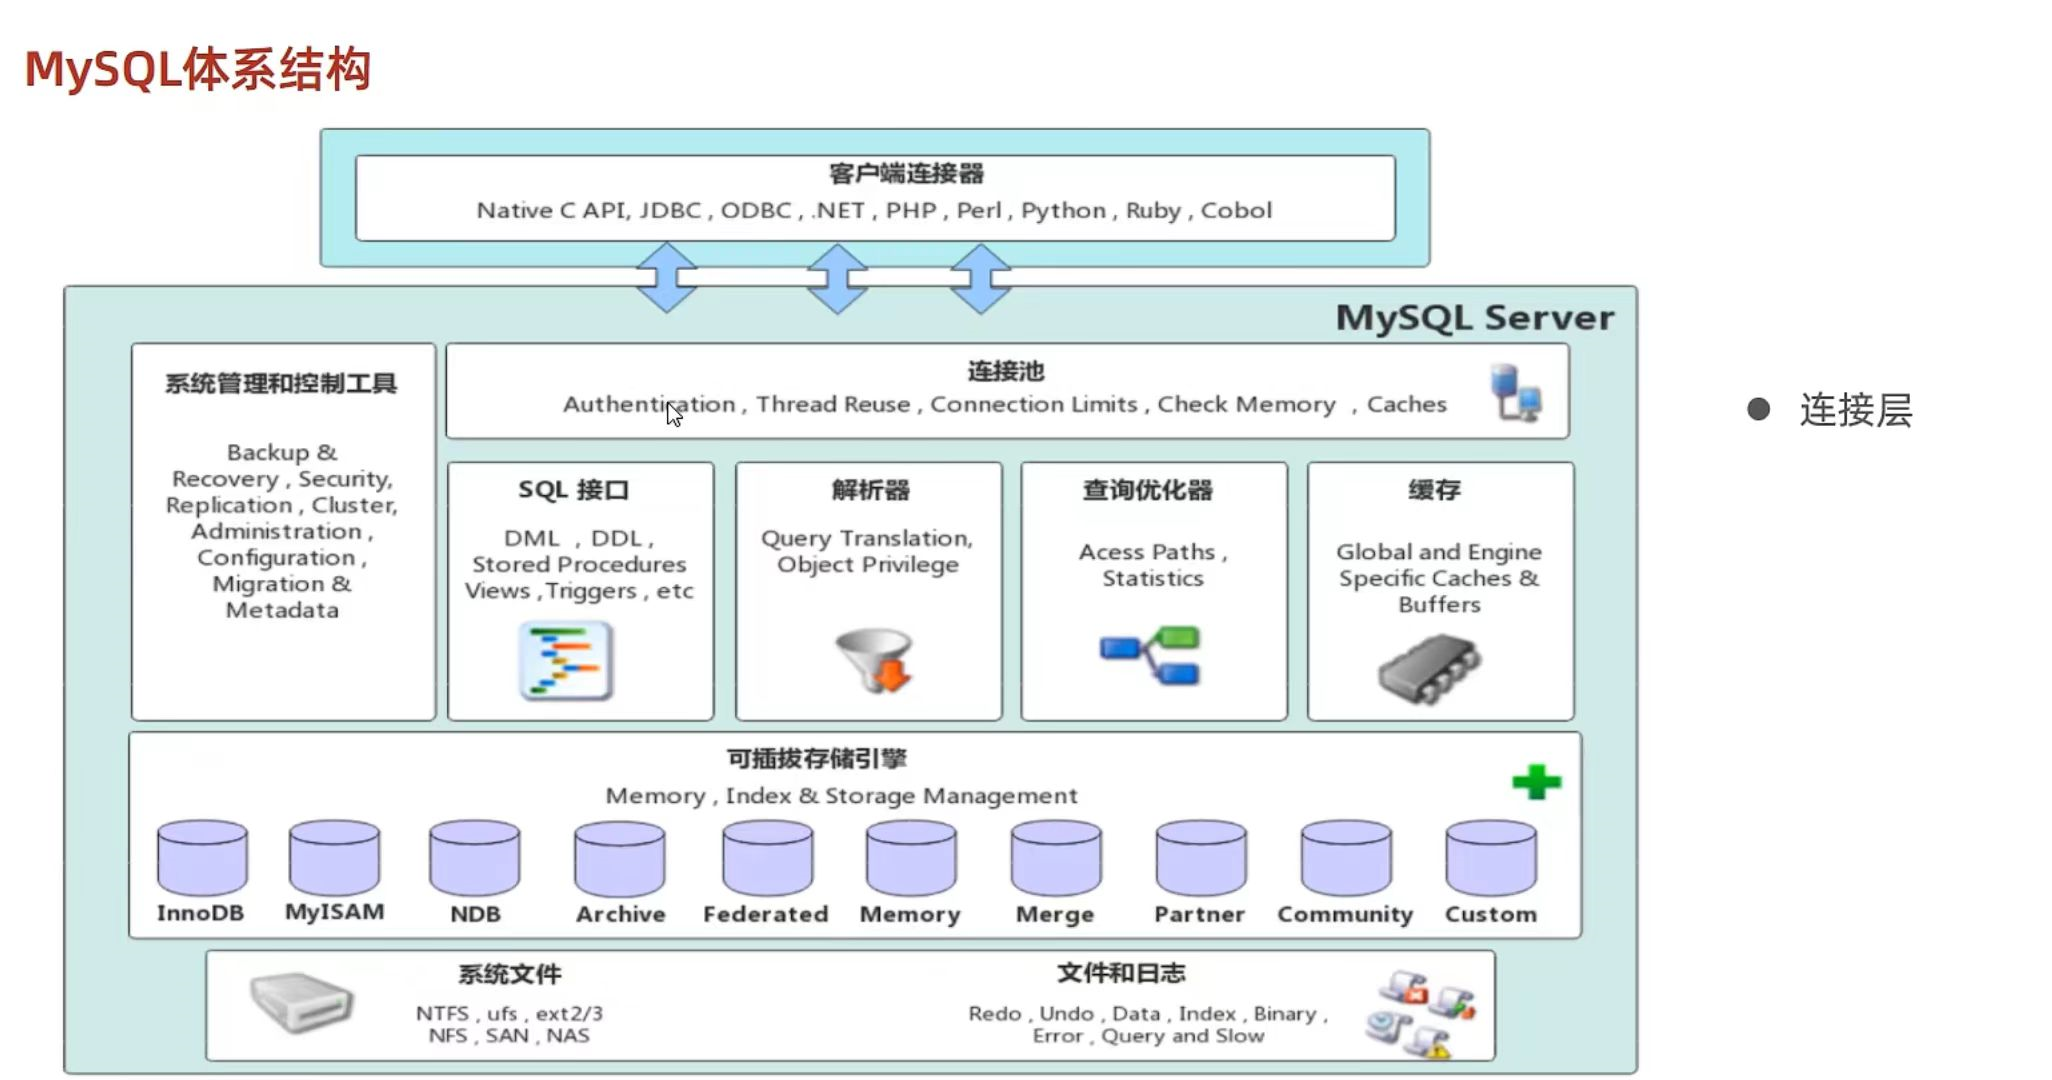 MySQL体系结构
客户端连接器
Native C API, JDBC , ODBC , .NET , PHP , Perl , Python , Ruby , Cobol
MySQL Server
系统管理和控制工具
Backup &
Recovery , Security,
Replication , Cluster,
Administration ,
Configuration ,
Migration &
Metadata
连接池
Authentication , Thread Reuse , Connection Limits , Check Memory , Caches
SQL 接口
DML , DDL ,
Stored Procedures
Views , Triggers , etc
解析器
Query Translation,
Object Privilege
查询优化器
Acess Paths ,
Statistics
缓存
Global and Engine
Specific Caches &
Buffers
可插拔存储引擎
Memory , Index & Storage Management
InnoDB
MyISAM
NDB
Archive
Federated
Memory
Merge
Partner
Community
Custom
系统文件
NTFS , ufs , ext2/3
NFS , SAN , NAS
文件和日志
Redo , Undo , Data , Index , Binary ,
Error , Query and Slow
● 连接层